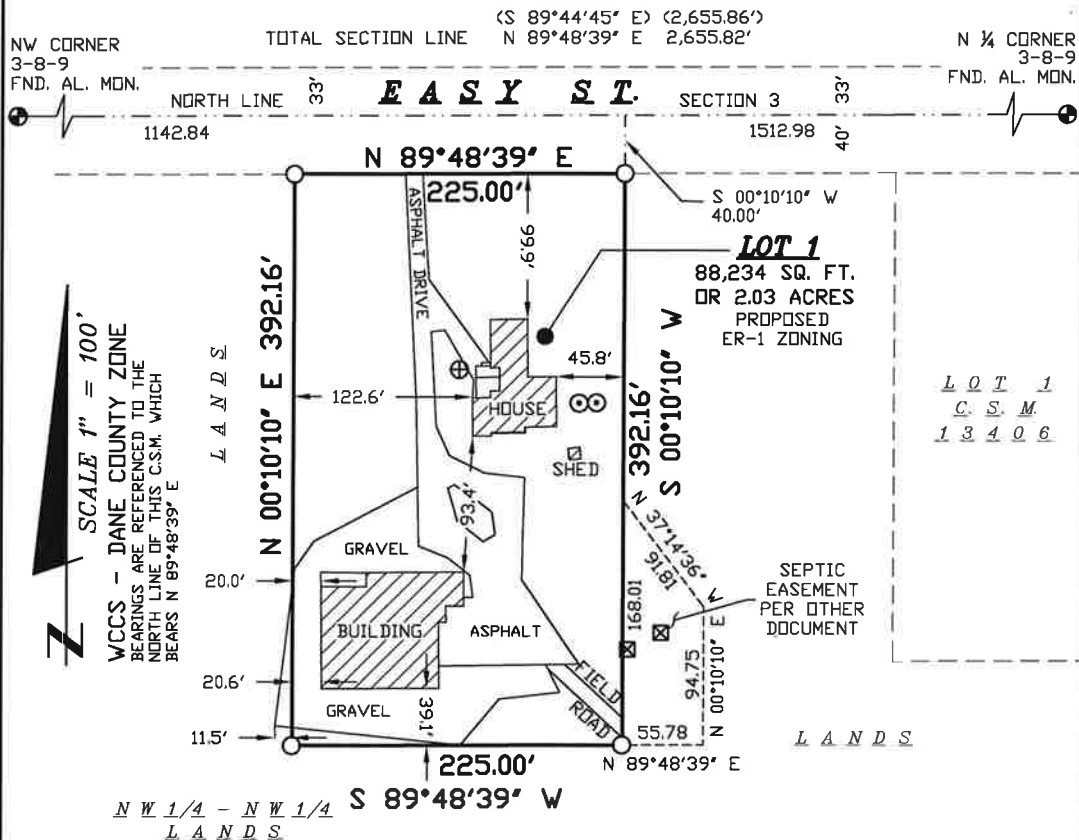 (S 89°44'45" E) (2,655.86')
TOTAL SECTION LINE N 89°48'39" E 2,655.82'
NW CORNER
3-8-9
FND. AL. MON.
N ¼ CORNER
3-8-9
FND. AL. MON.
NORTH LINE
33'
EASY ST.
SECTION 3
33'
1142.84
1512.98
40'
N 89°48'39" E
225.00'
S 00°10'10" W
40.00'
ASPHALT DRIVE
99.9'
LOT 1
88,234 SQ. FT.
OR 2.03 ACRES
PROPOSED
ER-1 ZONING
N 00°10'10" E 392.16'
LANDS
SCALE 1" = 100'
WCCS - DANE COUNTY ZONE
BEARINGS ARE REFERENCED TO THE
NORTH LINE OF THIS C.S.M. WHICH
BEARS N 89°48'39" E
N
45.8'
122.6'
HOUSE
SHED
392.16'
S 00°10'10" W
LOT 1
C.S.M.
13406
93.4'
GRAVEL
N 37°14'36" W
91.81
20.0'
BUILDING
ASPHALT
168.01
SEPTIC
EASEMENT
PER OTHER
DOCUMENT
94.75
N 00°10'10" E
20.6'
GRAVEL
39.1'
FIELD
ROAD
11.5'
55.78
LANDS
225.00'
N 89°48'39" E
S 89°48'39" W
NW 1/4 - NW 1/4
LANDS